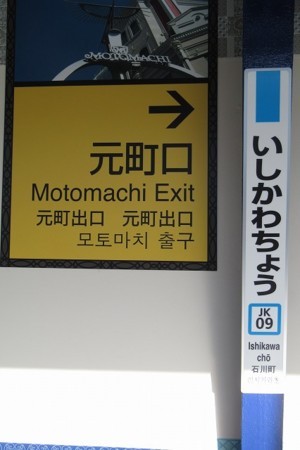 MOTOMACHI
元町口
Motomachi Exit
元町出口 元町出口
모토마치 출구
いしかわちょう
JK
09
Ishikawa
chō
石川町